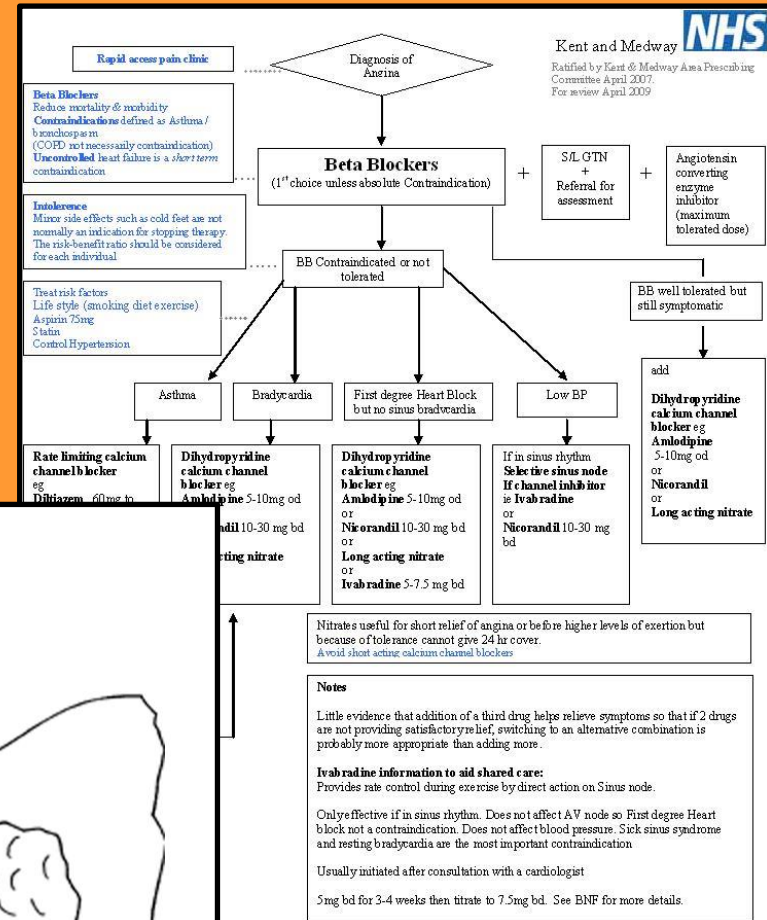 Rapid access pain clinic
Diagnosis of
Angina
Kent and Medway NHS
Ratified by Kent & Medway Area Prescribing
Committee April 2007.
For review April 2009
Beta Blockers
Reduce mortality & morbidity
Contraindications defined as Asthma /
bronchospasm
(COPD not necessarily contraindication)
Uncontrolled heart failure is a short term
contraindication
Beta Blockers
(1st choice unless absolute Contraindication)
+
S/L GTN
+
Referral for
assessment
+
Angiotensin
converting
enzyme
inhibitor
(maximum
tolerated dose)
Intolerence
Minor side effects such as cold feet are not
normally an indication for stopping therapy.
The risk-benefit ratio should be considered
for each individual
BB Contraindicated or not
tolerated
BB well tolerated but
still symptomatic
Treat risk factors
Life style (smoking diet exercise)
Aspirin 75mg
Statin
Control Hypertension
Asthma
Bradycardia
First degree Heart Block
but no sinus bradycardia
Low BP
add
Dihydropyridine
calcium channel
blocker eg
Amlodipine
5-10mg od
or
Nicorandil
or
Long acting nitrate
Rate limiting calcium
channel blocker
eg
Diltiazem 60mg to
Dihydropyridine
calcium channel
blocker eg
Amlodipine 5-10mg od
ndil 10-30 mg bd
cting nitrate
Dihydropyridine
calcium channel
blocker eg
Amlodipine 5-10mg od
or
Nicorandil 10-30 mg bd
or
Long acting nitrate
or
Ivabradine 5-7.5 mg bd
If in sinus rhythm
Selective sinus node
If channel inhibitor
ie Ivabradine
or
Nicorandil 10-30 mg
bd
Nitrates useful for short relief of angina or before higher levels of exertion but
because of tolerance cannot give 24 hr cover.
Avoid short acting calcium channel blockers
Notes
Little evidence that addition of a third drug helps relieve symptoms so that if 2 drugs
are not providing satisfactory relief, switching to an alternative combination is
probably more appropriate than adding more.
Ivabradine information to aid shared care:
Provides rate control during exercise by direct action on Sinus node.
Only effective if in sinus rhythm. Does not affect AV node so First degree Heart
block not a contraindication. Does not affect blood pressure. Sick sinus syndrome
and resting bradycardia are the most important contraindication
Usually initiated after consultation with a cardiologist
5mg bd for 3-4 weeks then titrate to 7.5mg bd. See BNF for more details.